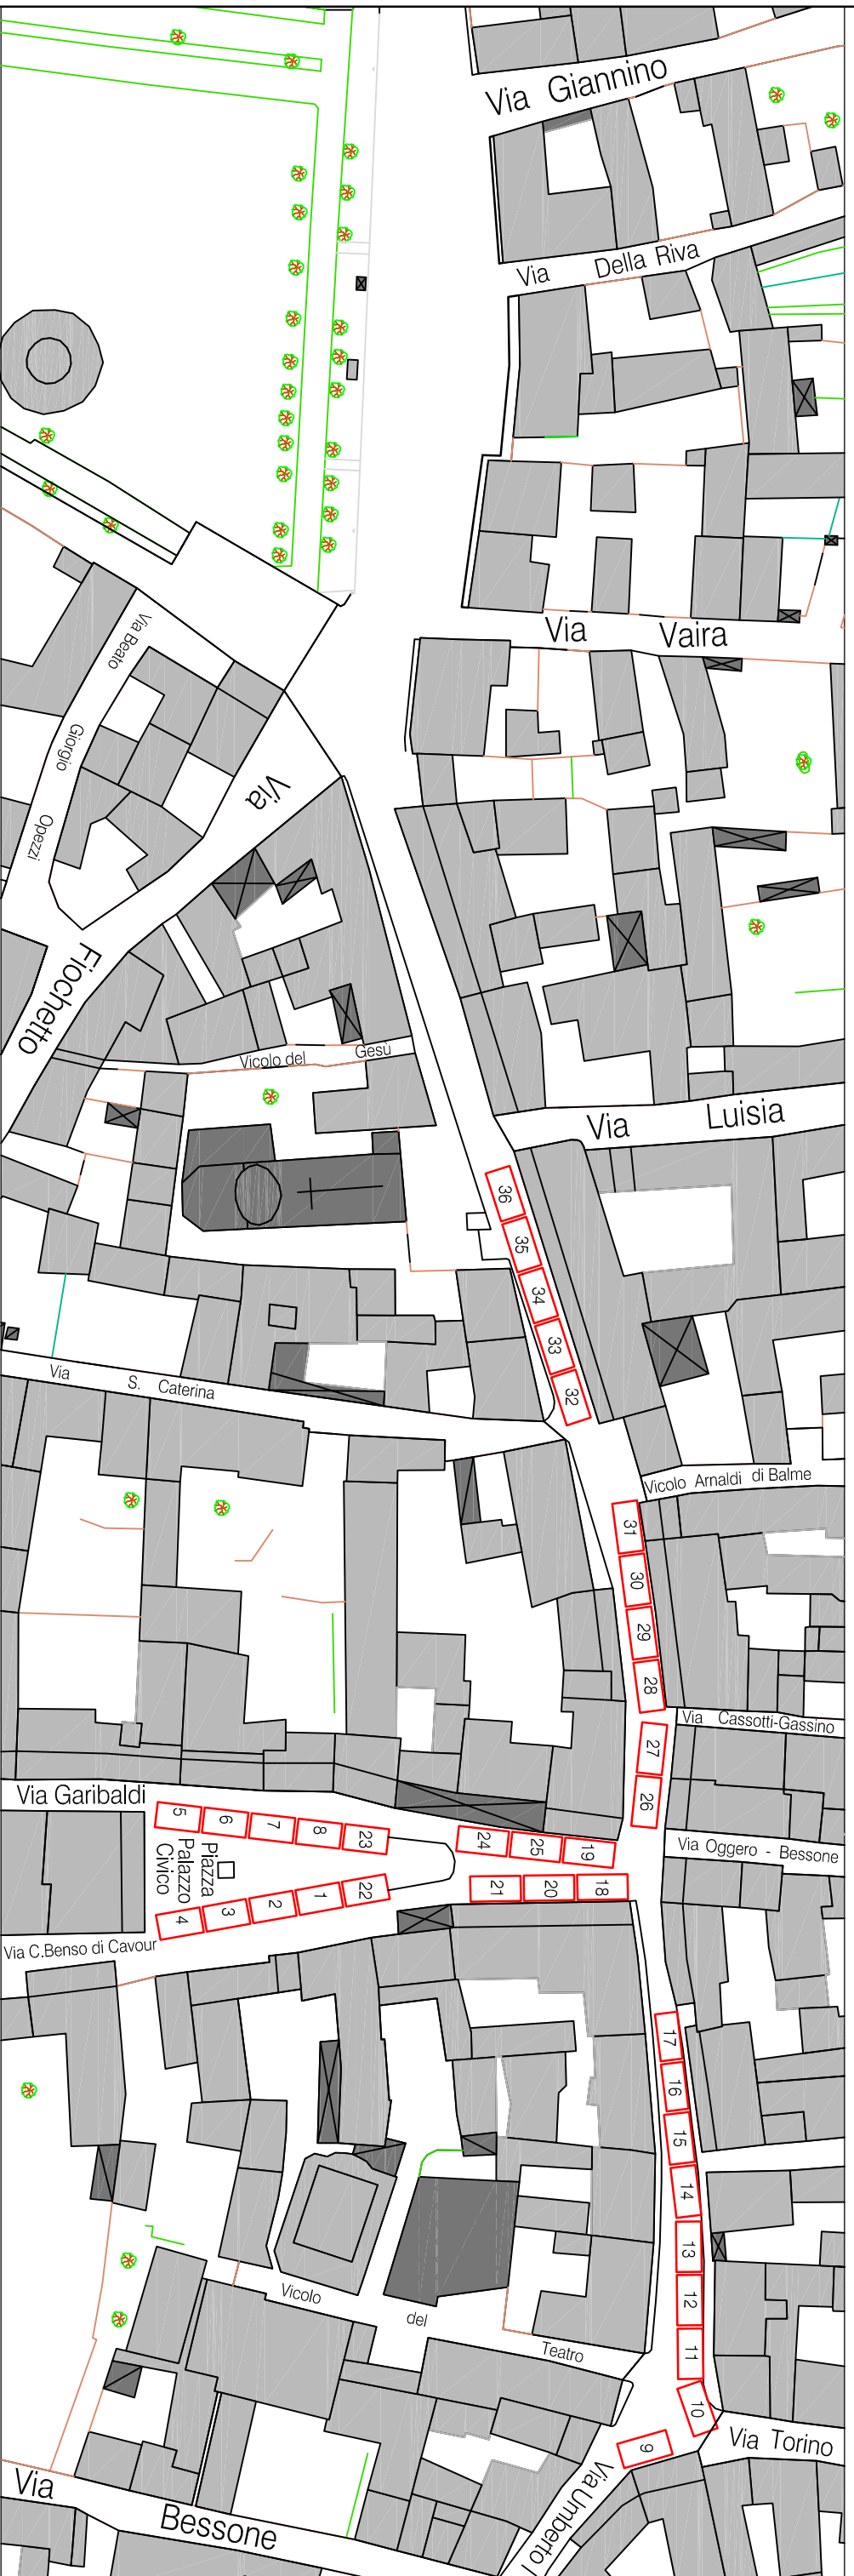 Via Giannino
Via Della Riva
Via Vaira
Via Beato
Giorgio
Opezzi
Via
Fiochetto
Vicolo del Gesù
Via Luisia
36
35
34
33
32
Via S. Caterina
Vicolo Arnaldi di Balme
31
30
29
28
Via Cassotti-Gassino
27
26
Via Garibaldi
5
6
7
8
23
24
25
19
Via Oggero - Bessone
Piazza
Palazzo
Civico
4
3
2
1
22
21
20
18
Via C.Benso di Cavour
17
16
15
14
13
12
11
10
9
Vicolo del Teatro
Via Torino
Via Umberto I
Via Bessone